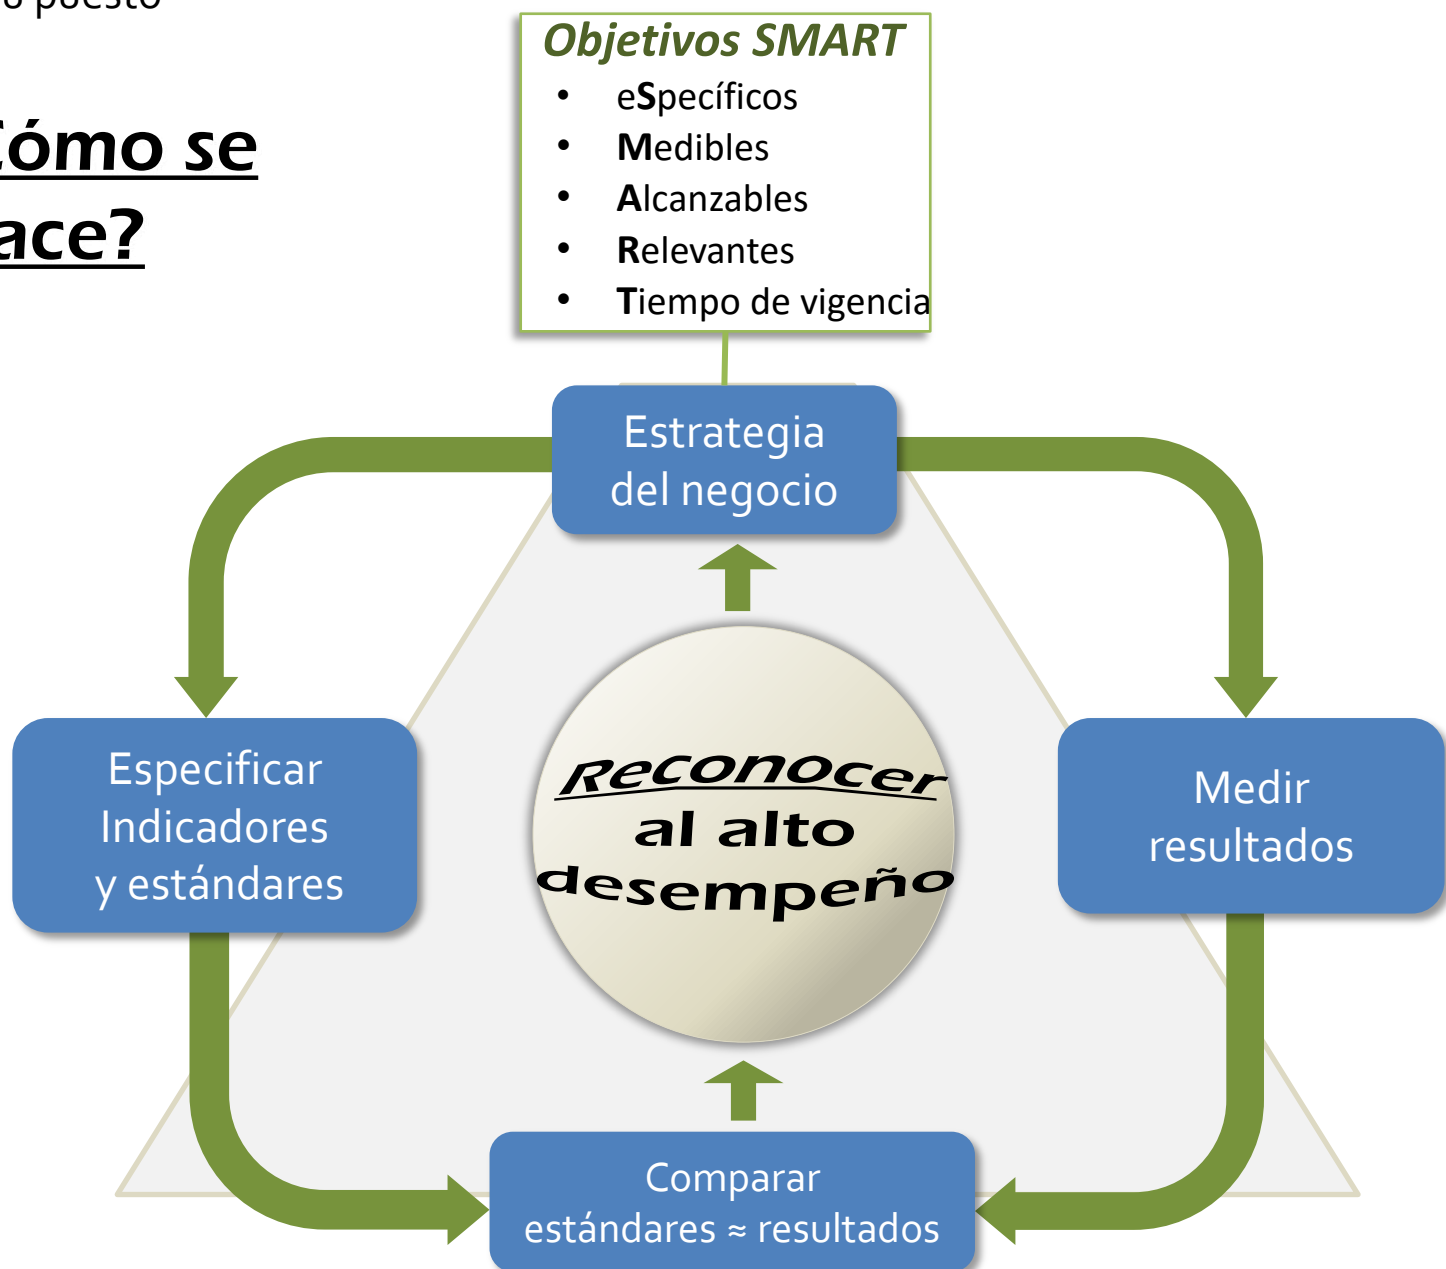 puesto
Objetivos SMART
• eSpecíficos
• Medibles
• Alcanzables
• Relevantes
• Tiempo de vigencia
Cómo se
ace?
Estrategia
del negocio
Especificar
Indicadores
y estándares
Reconocer
al alto
desempeño
Medir
resultados
Comparar
estándares ≈ resultados